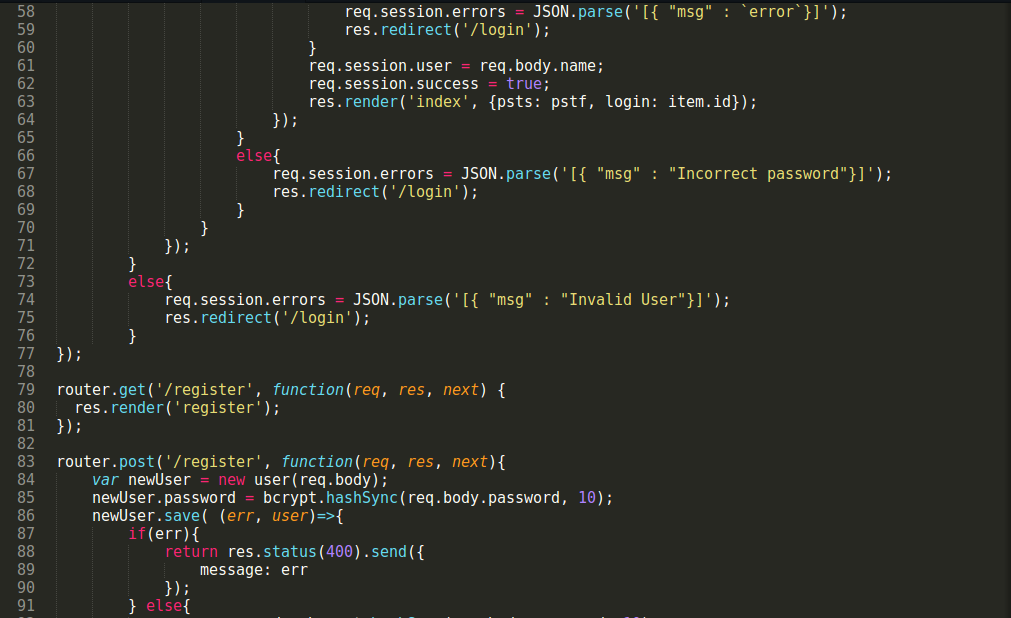 58 req.session.errors = JSON.parse('[{ "msg" : `error`}]');
59 res.redirect('/login');
60 }
61 req.session.user = req.body.name;
62 req.session.success = true;
63 res.render('index', {psts: pstf, login: item.id});
64 });
65 }
66 else{
67 req.session.errors = JSON.parse('[{ "msg" : "Incorrect password"}]');
68 res.redirect('/login');
69 }
70 }
71 });
72 }
73 else{
74 req.session.errors = JSON.parse('[{ "msg" : "Invalid User"}]');
75 res.redirect('/login');
76 }
77 });
78
79 router.get('/register', function(req, res, next) {
80 res.render('register');
81 });
82
83 router.post('/register', function(req, res, next){
84 var newUser = new user(req.body);
85 newUser.password = bcrypt.hashSync(req.body.password, 10);
86 newUser.save( (err, user)=>{
87 if(err){
88 return res.status(400).send({
89 message: err
90 });
91 } else{